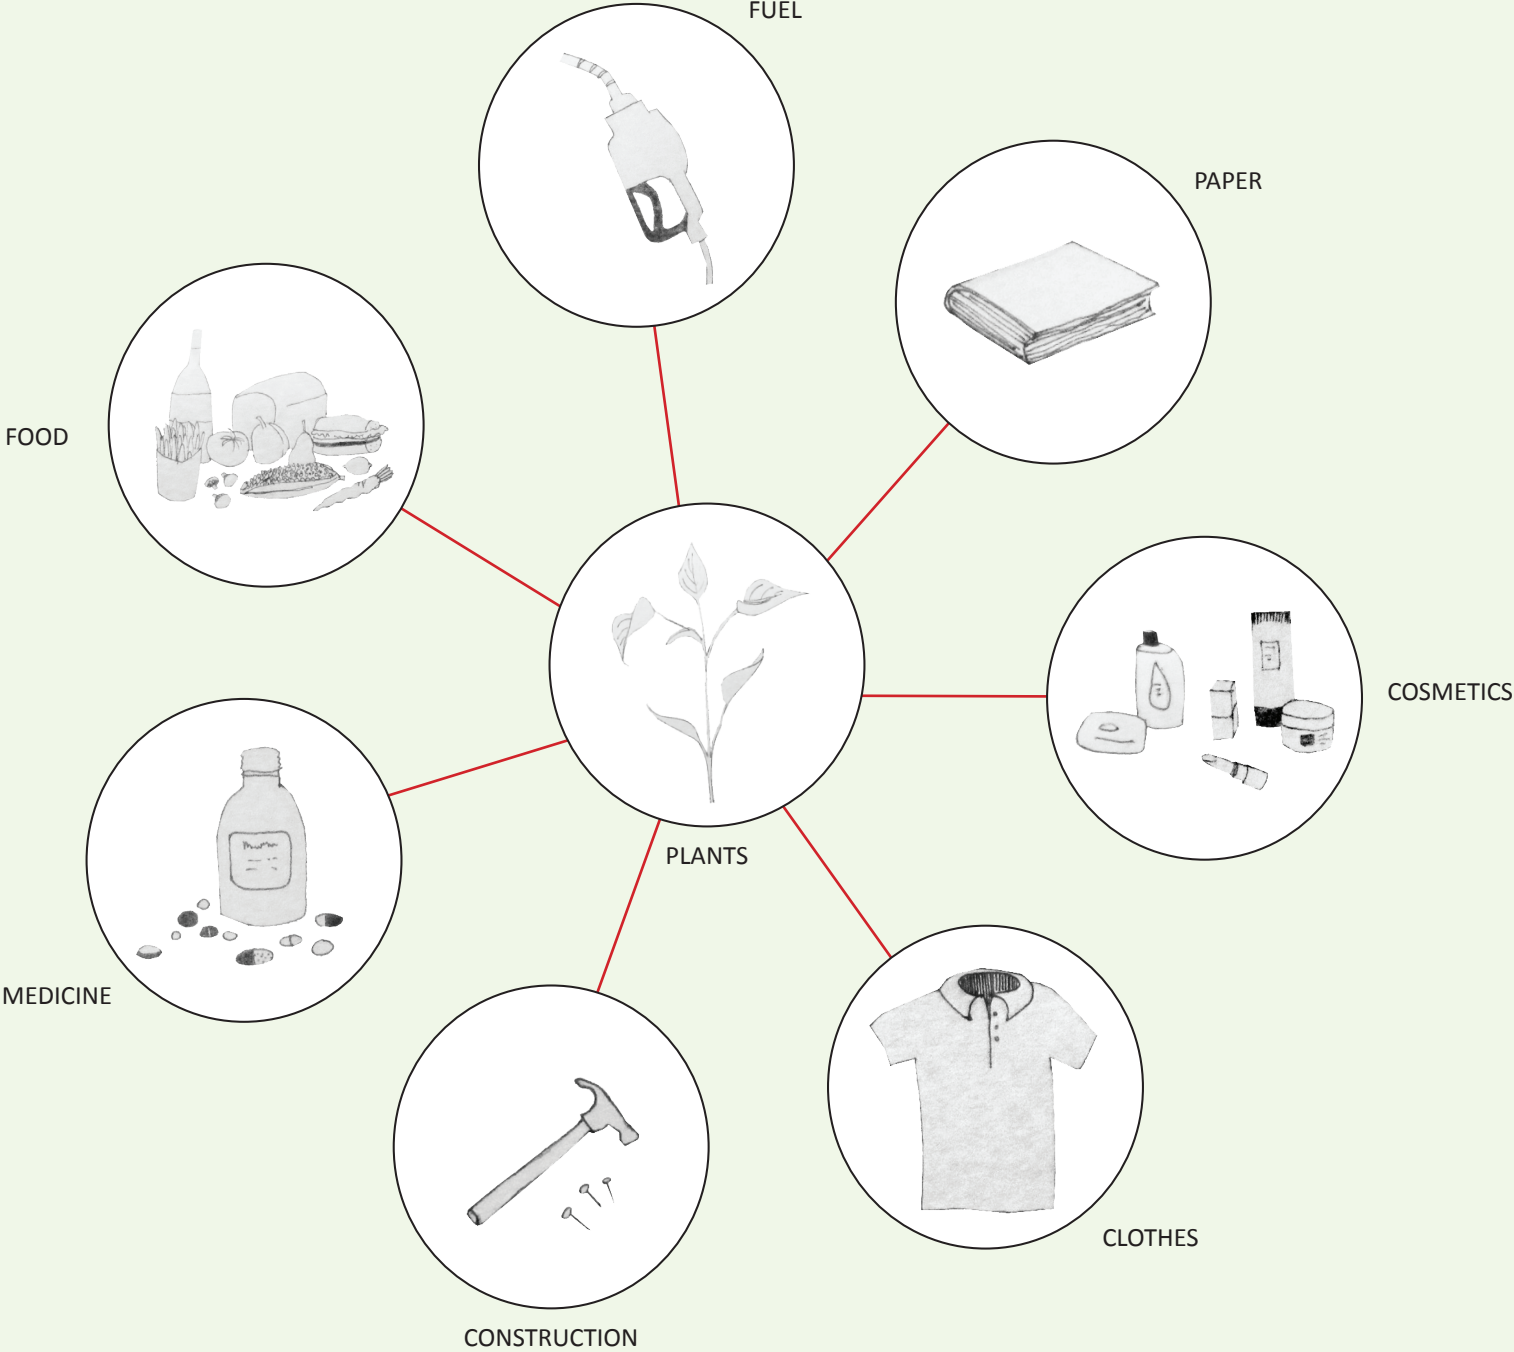 FUEL
PAPER
FOOD
COSMETICS
PLANTS
MEDICINE
CLOTHES
CONSTRUCTION